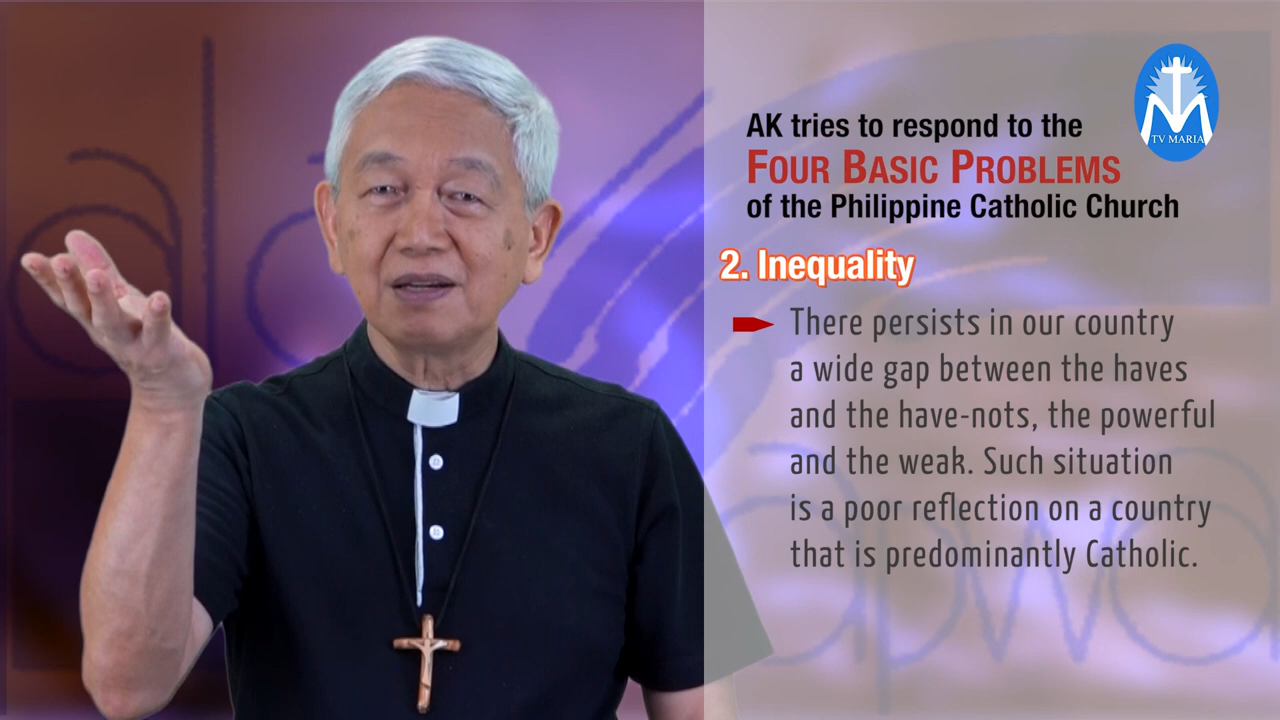 AK tries to respond to the
FOUR BASIC PROBLEMS
of the Philippine Catholic Church
TV MARIA
2. Inequality
There persists in our country
a wide gap between the haves
and the have-nots, the powerful
and the weak. Such situation
is a poor reflection on a country
that is predominantly Catholic.